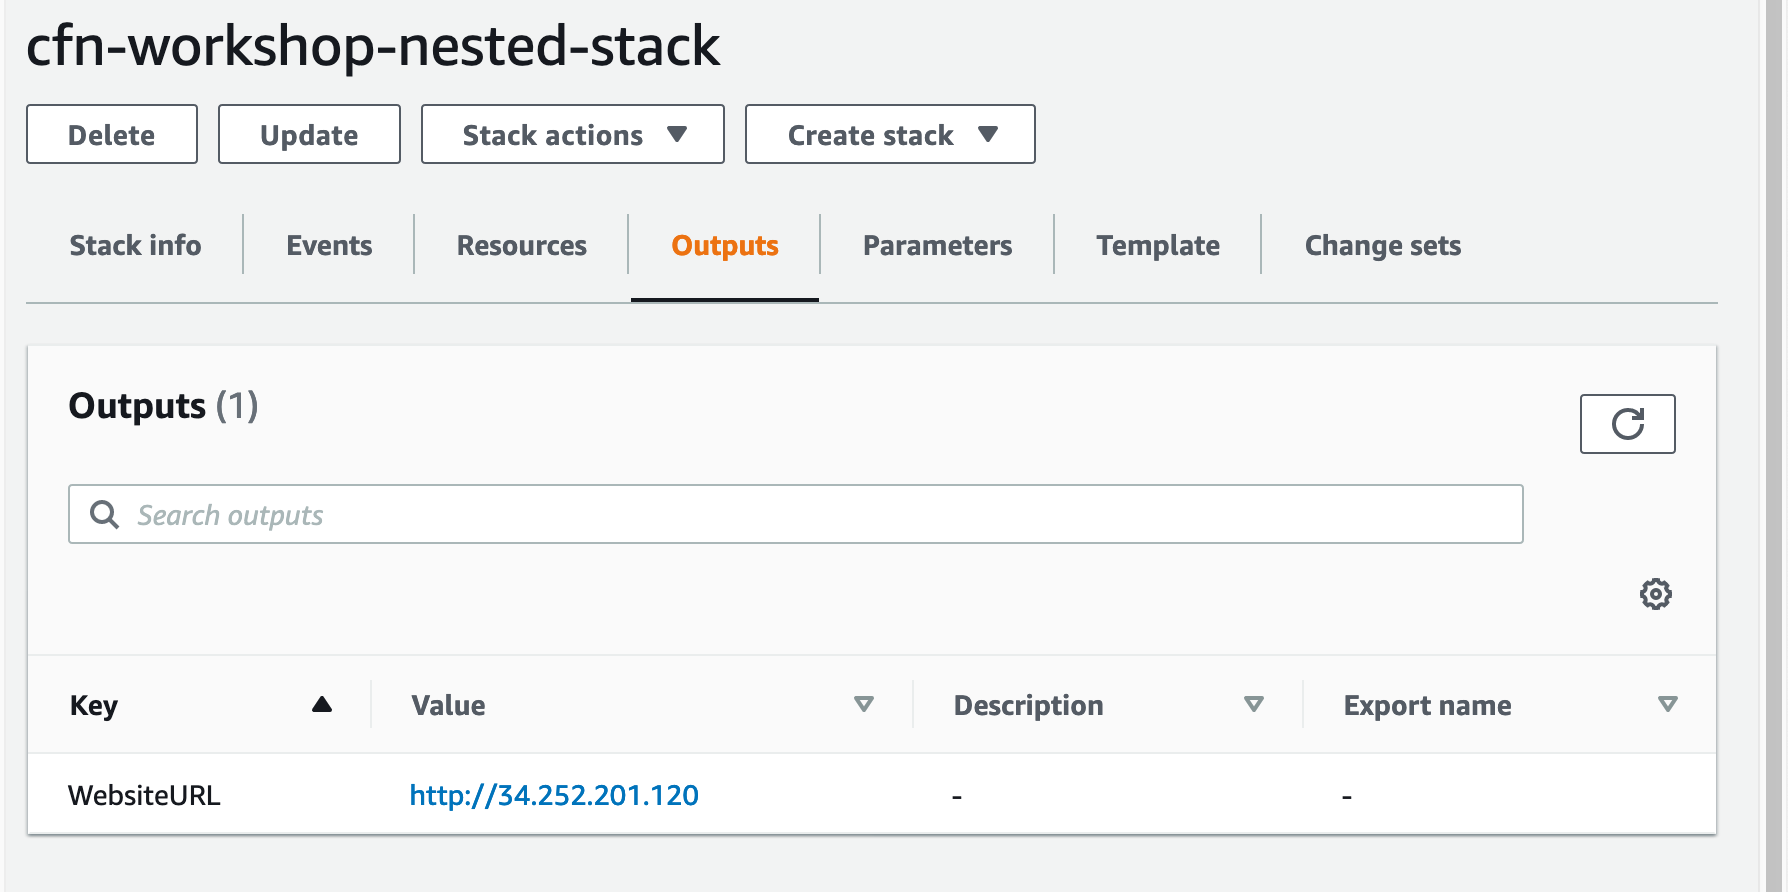 cfn-workshop-nested-stack
Delete Update Stack actions Create stack
Stack info Events Resources Outputs Parameters Template Change sets
Outputs (1)
Search outputs
Key Value Description Export name
WebsiteURL http://34.252.201.120 - -